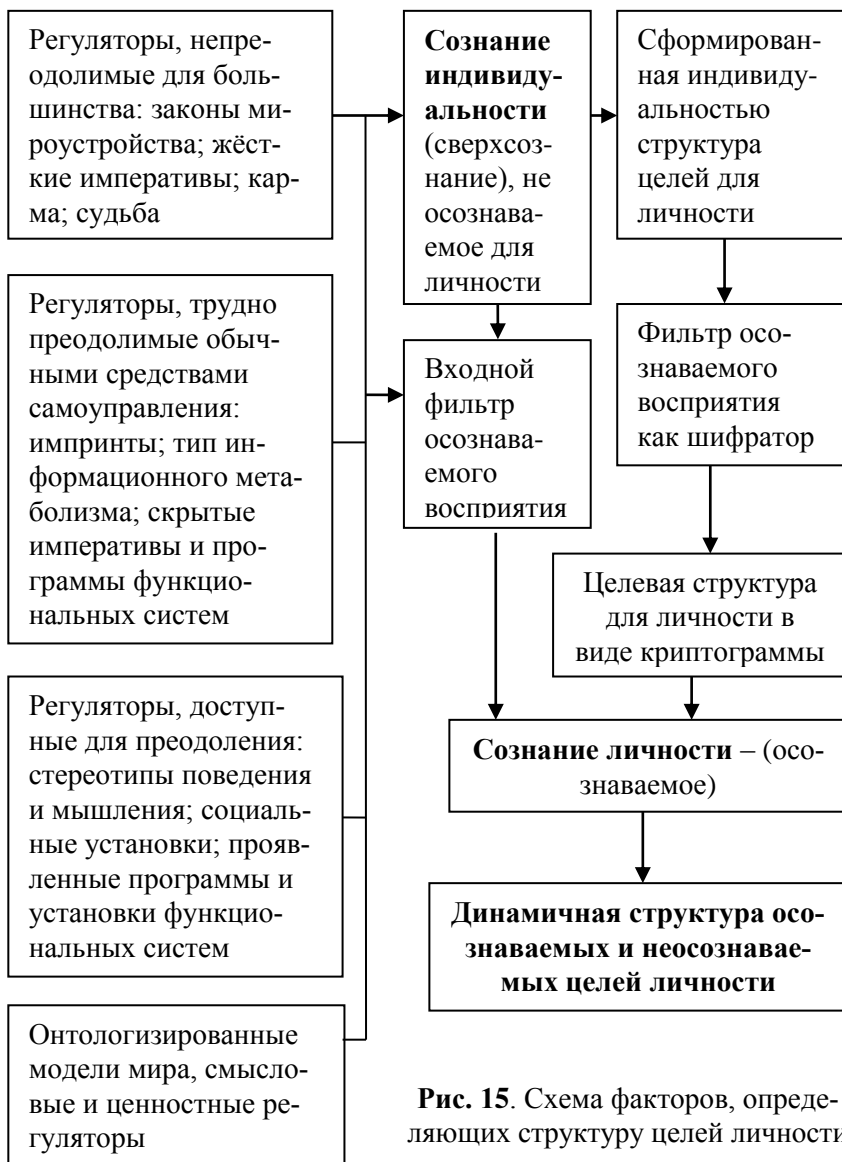 Регуляторы, непре-
одолимые для боль-
шинства: законы ми-
роустройства; жёст-
кие императивы; кар-
ма; судьба
Сознание
индивиду-
альности
(сверхсоз-
нание), не
осознава-
емое для
личности
Сформирован-
ная индивиду-
альностью
структура
целей для
личности
Регуляторы, трудно
преодолимые обыч-
ными средствами
самоуправления:
импринты; тип ин-
формационного мета-
болизма; скрытые
императивы и про-
граммы функцио-
нальных систем
Входной
фильтр
осознава-
емого
восприятия
Фильтр осо-
знаваемого
восприятия
как шифратор
Целевая структура
для личности в
виде криптограммы
Регуляторы, доступ-
ные для преодоления:
стереотипы поведения
и мышления; социаль-
ные установки; прояв-
ленные программы и
установки функцио-
нальных систем
Сознание личности – (осо-
знаваемое)
Динамичная структура осо-
знаваемых и неосознавае-
мых целей личности
Онтологизированные
модели мира, смысло-
вые и ценностные ре-
гуляторы
Рис. 15. Схема факторов, опреде-
ляющих структуру целей личности